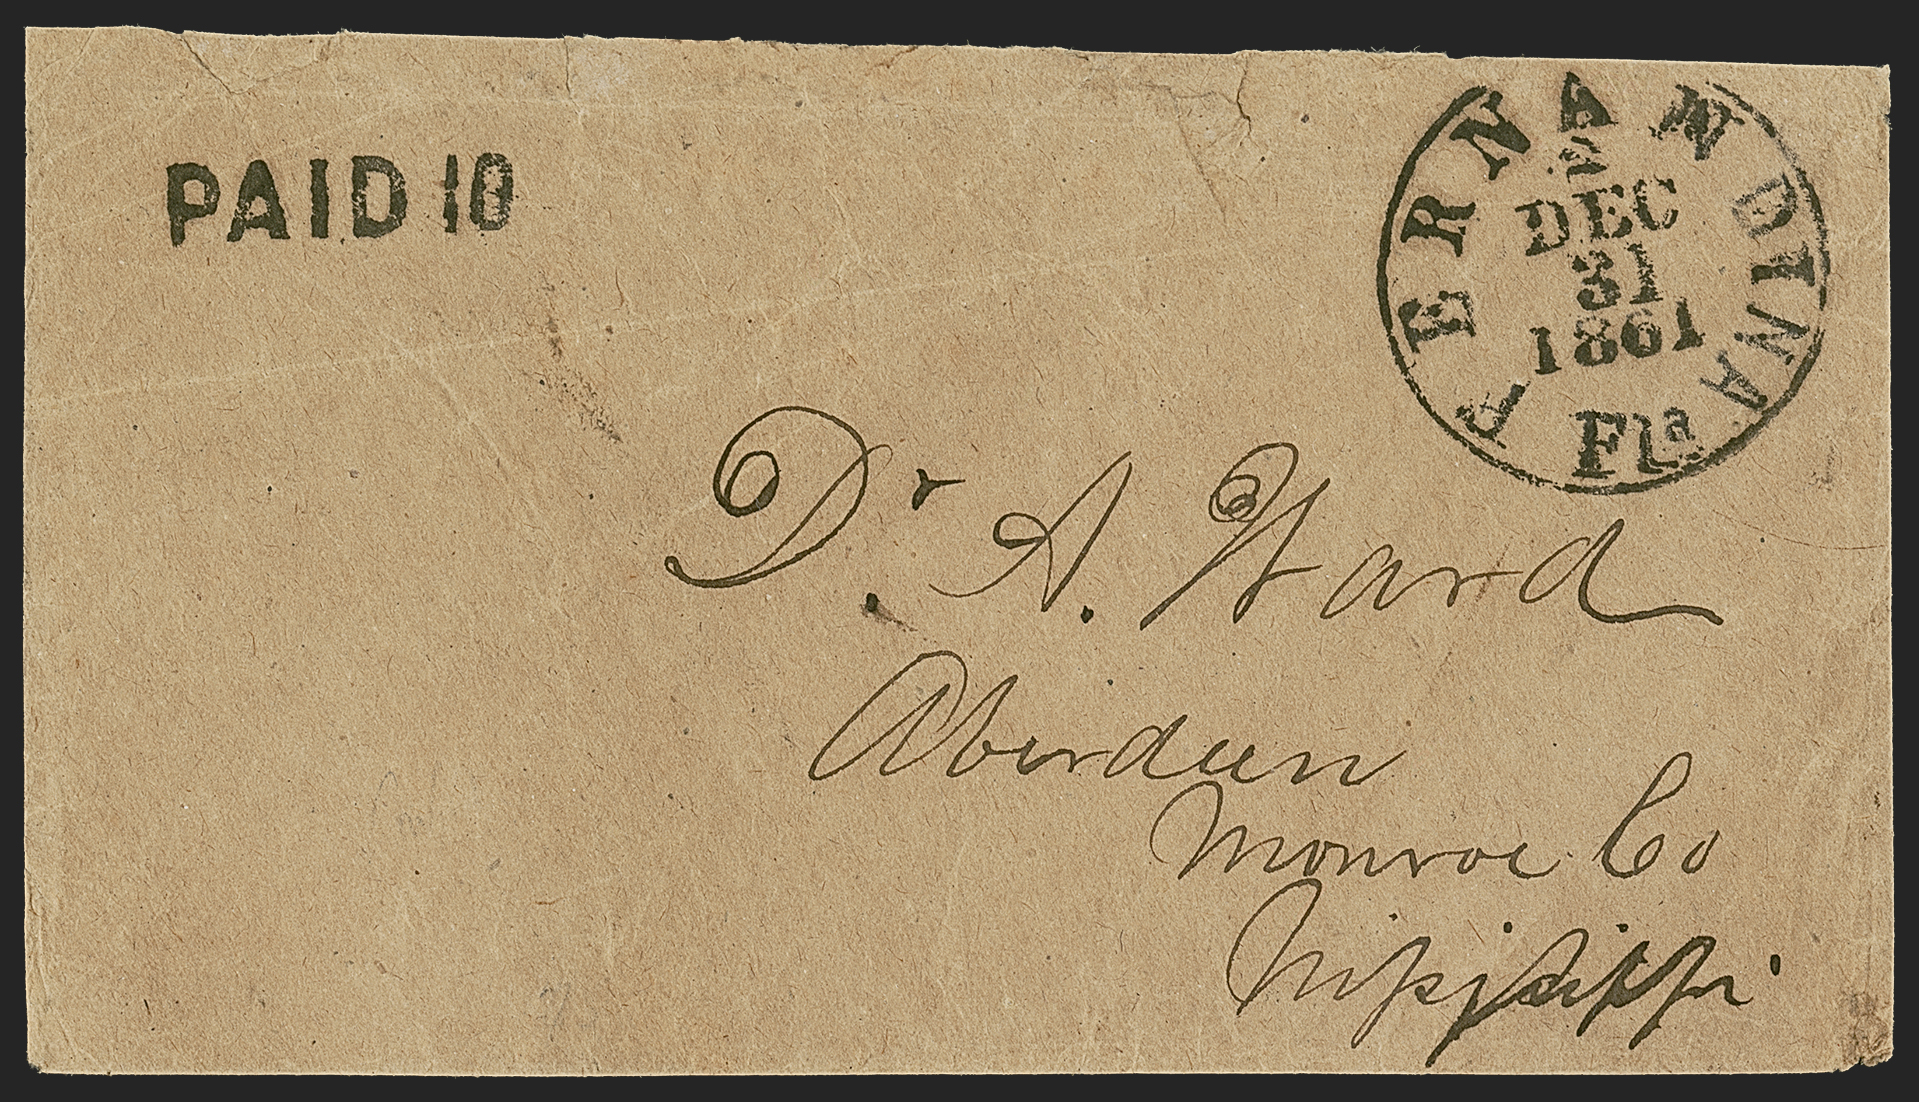 PAID 10
FERNANDINA
DEC
31
1861
Fla
Dr. A. Ward
Aberdeen
Monroe Co
Mississippi